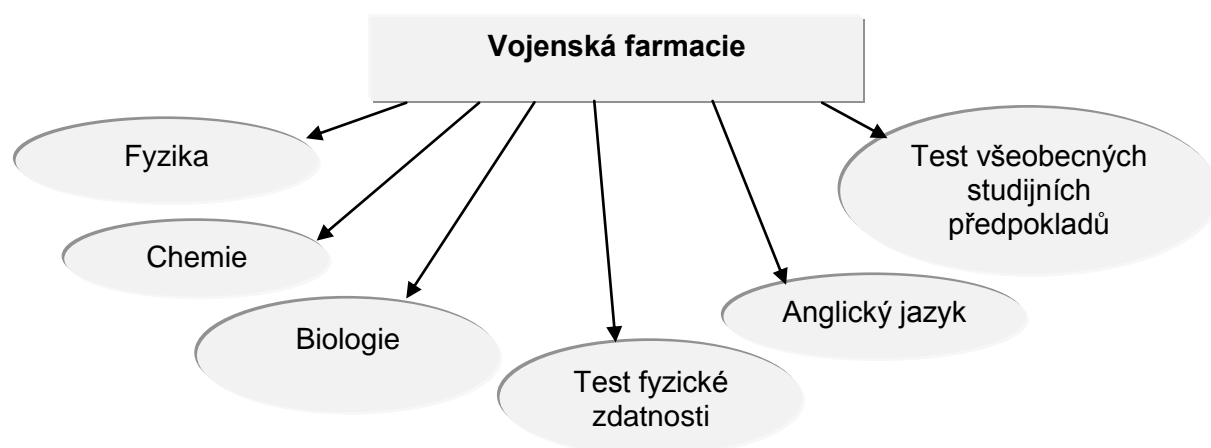 Vojenská farmacie
Fyzika
Chemie
Biologie
Test fyzické
zdatnosti
Anglický jazyk
Test všeobecných
studijních
předpokladů